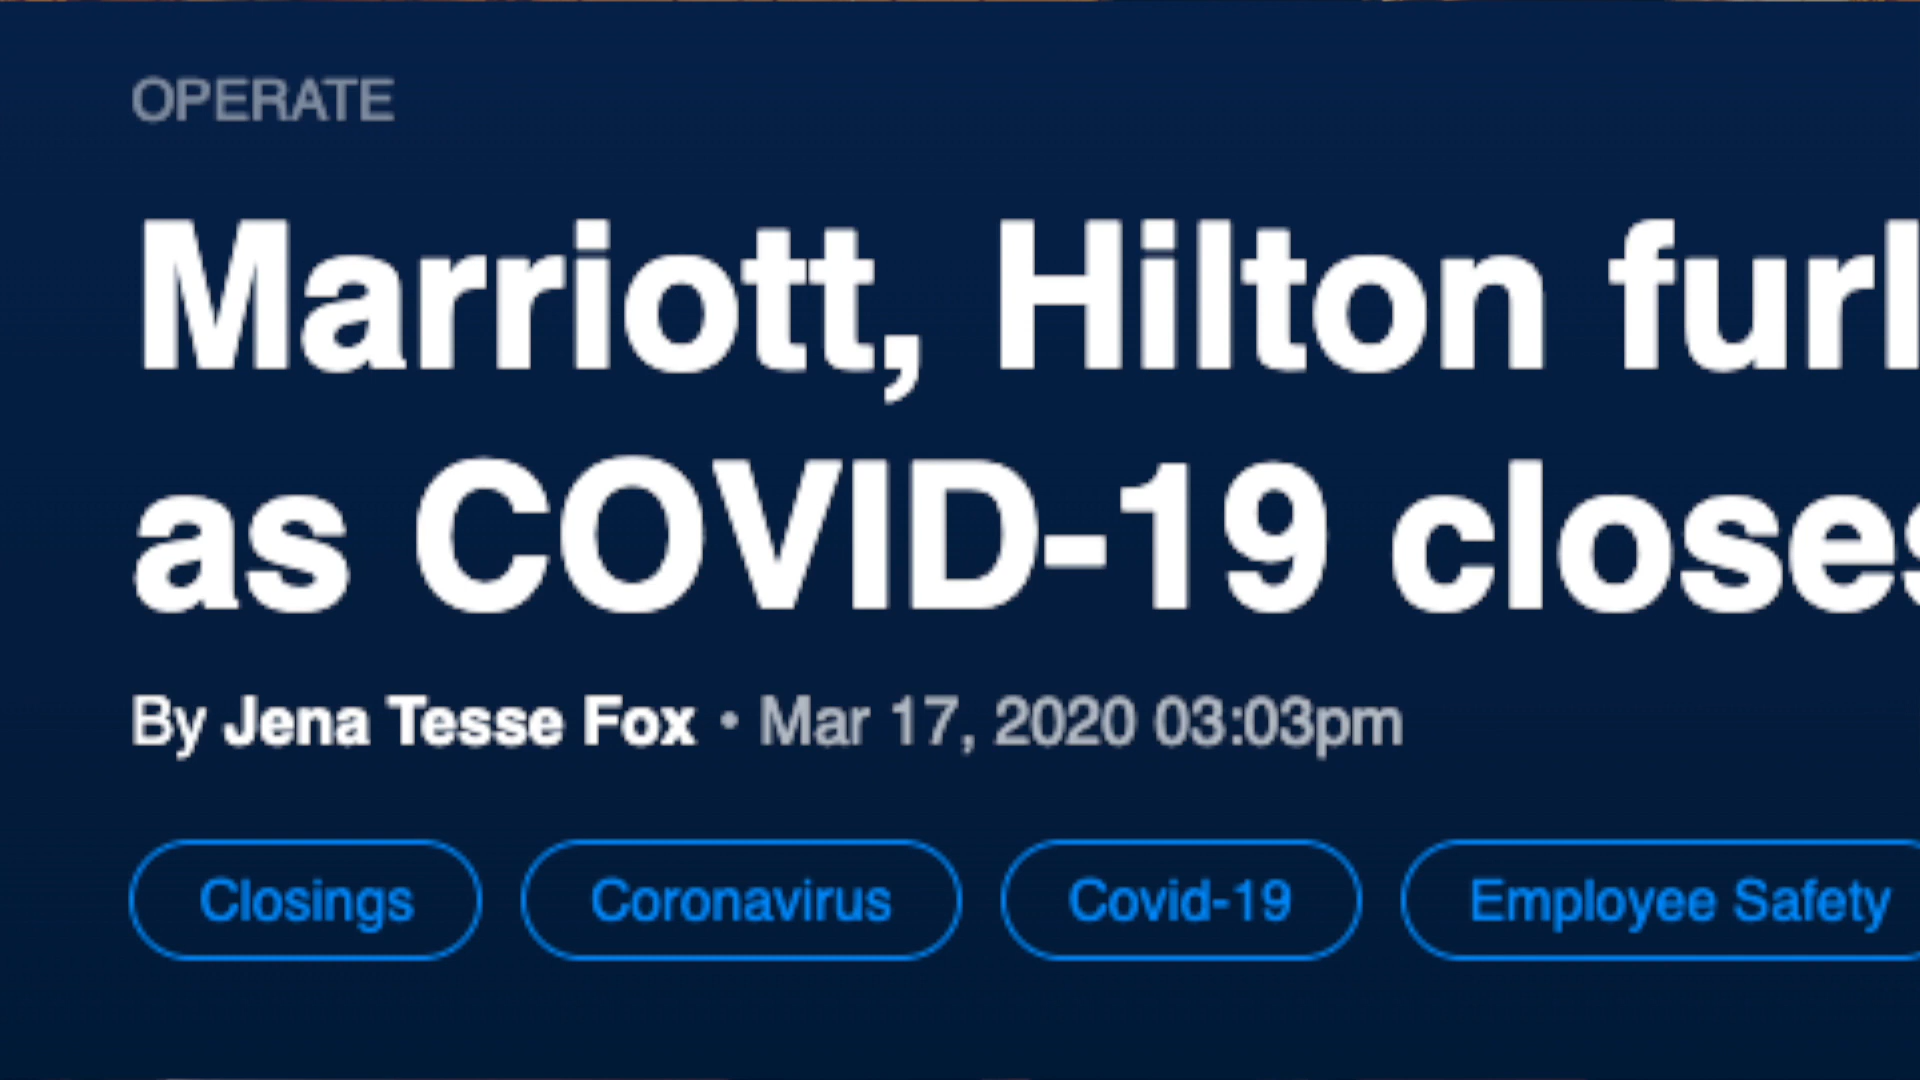 OPERATE
Marriott, Hilton furl
as COVID-19 closes
By Jena Tesse Fox • Mar 17, 2020 03:03pm
Closings Coronavirus Covid-19 Employee Safety